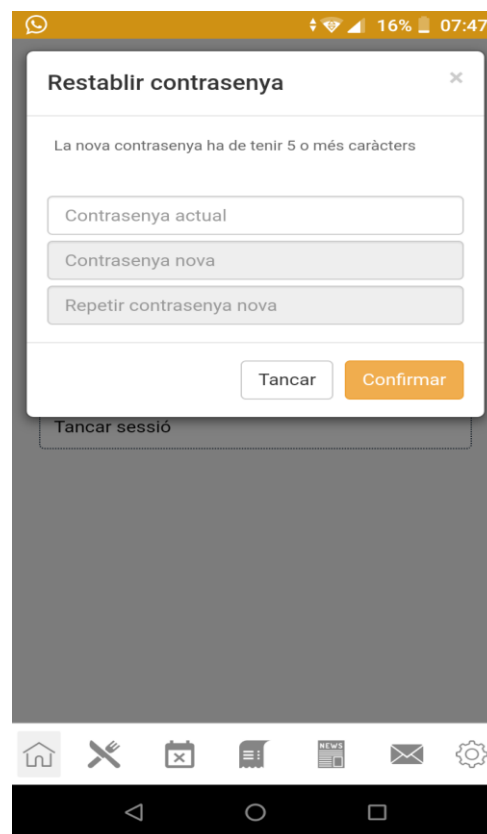 16% 07:47
Restablir contrasenya ×
La nova contrasenya ha de tenir 5 o més caràcters
Contrasenya actual
Contrasenya nova
Repetir contrasenya nova
Tancar Confirmar
Tancar sessió
NEWS